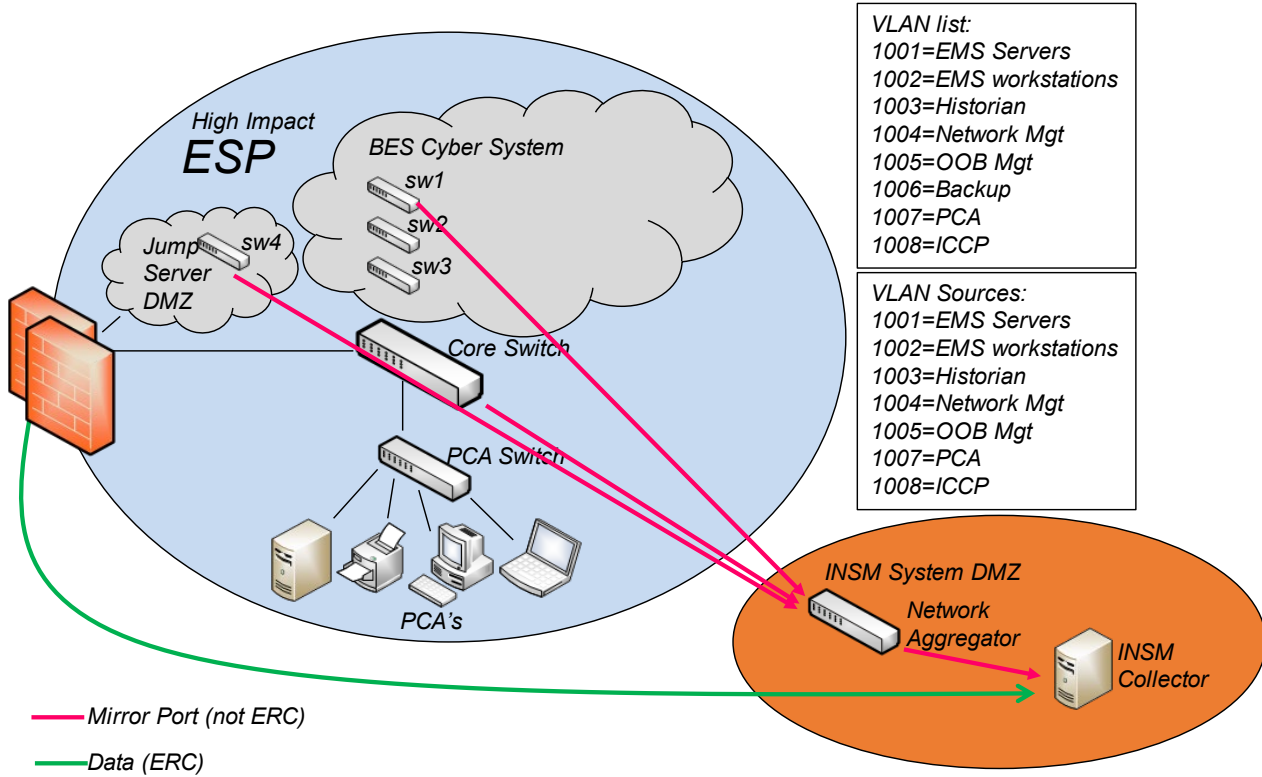 High Impact
ESP
BES Cyber System
sw1
sw2
sw3
sw4
Jump
Server
DMZ
Core Switch
PCA Switch
PCA's
VLAN list:
1001=EMS Servers
1002=EMS workstations
1003=Historian
1004=Network Mgt
1005=OOB Mgt
1006=Backup
1007=PCA
1008=ICCP
VLAN Sources:
1001=EMS Servers
1002=EMS workstations
1003=Historian
1004=Network Mgt
1005=OOB Mgt
1007=PCA
1008=ICCP
INSM System DMZ
Network
Aggregator
INSM
Collector
Mirror Port (not ERC)
Data (ERC)